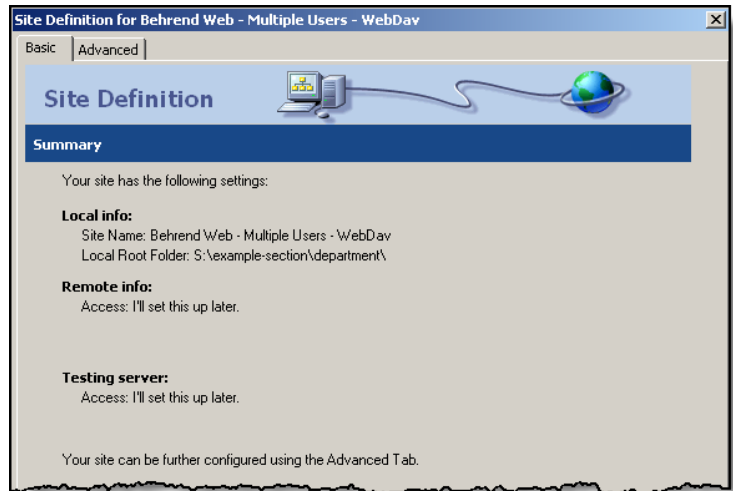 Site Definition for Behrend Web - Multiple Users - WebDav
Basic
Advanced
Site Definition
Summary
Your site has the following settings:
Local info:
Site Name: Behrend Web - Multiple Users - WebDav
Local Root Folder: S:\example-section\department\
Remote info:
Access: I'll set this up later.
Testing server:
Access: I'll set this up later.
Your site can be further configured using the Advanced Tab.